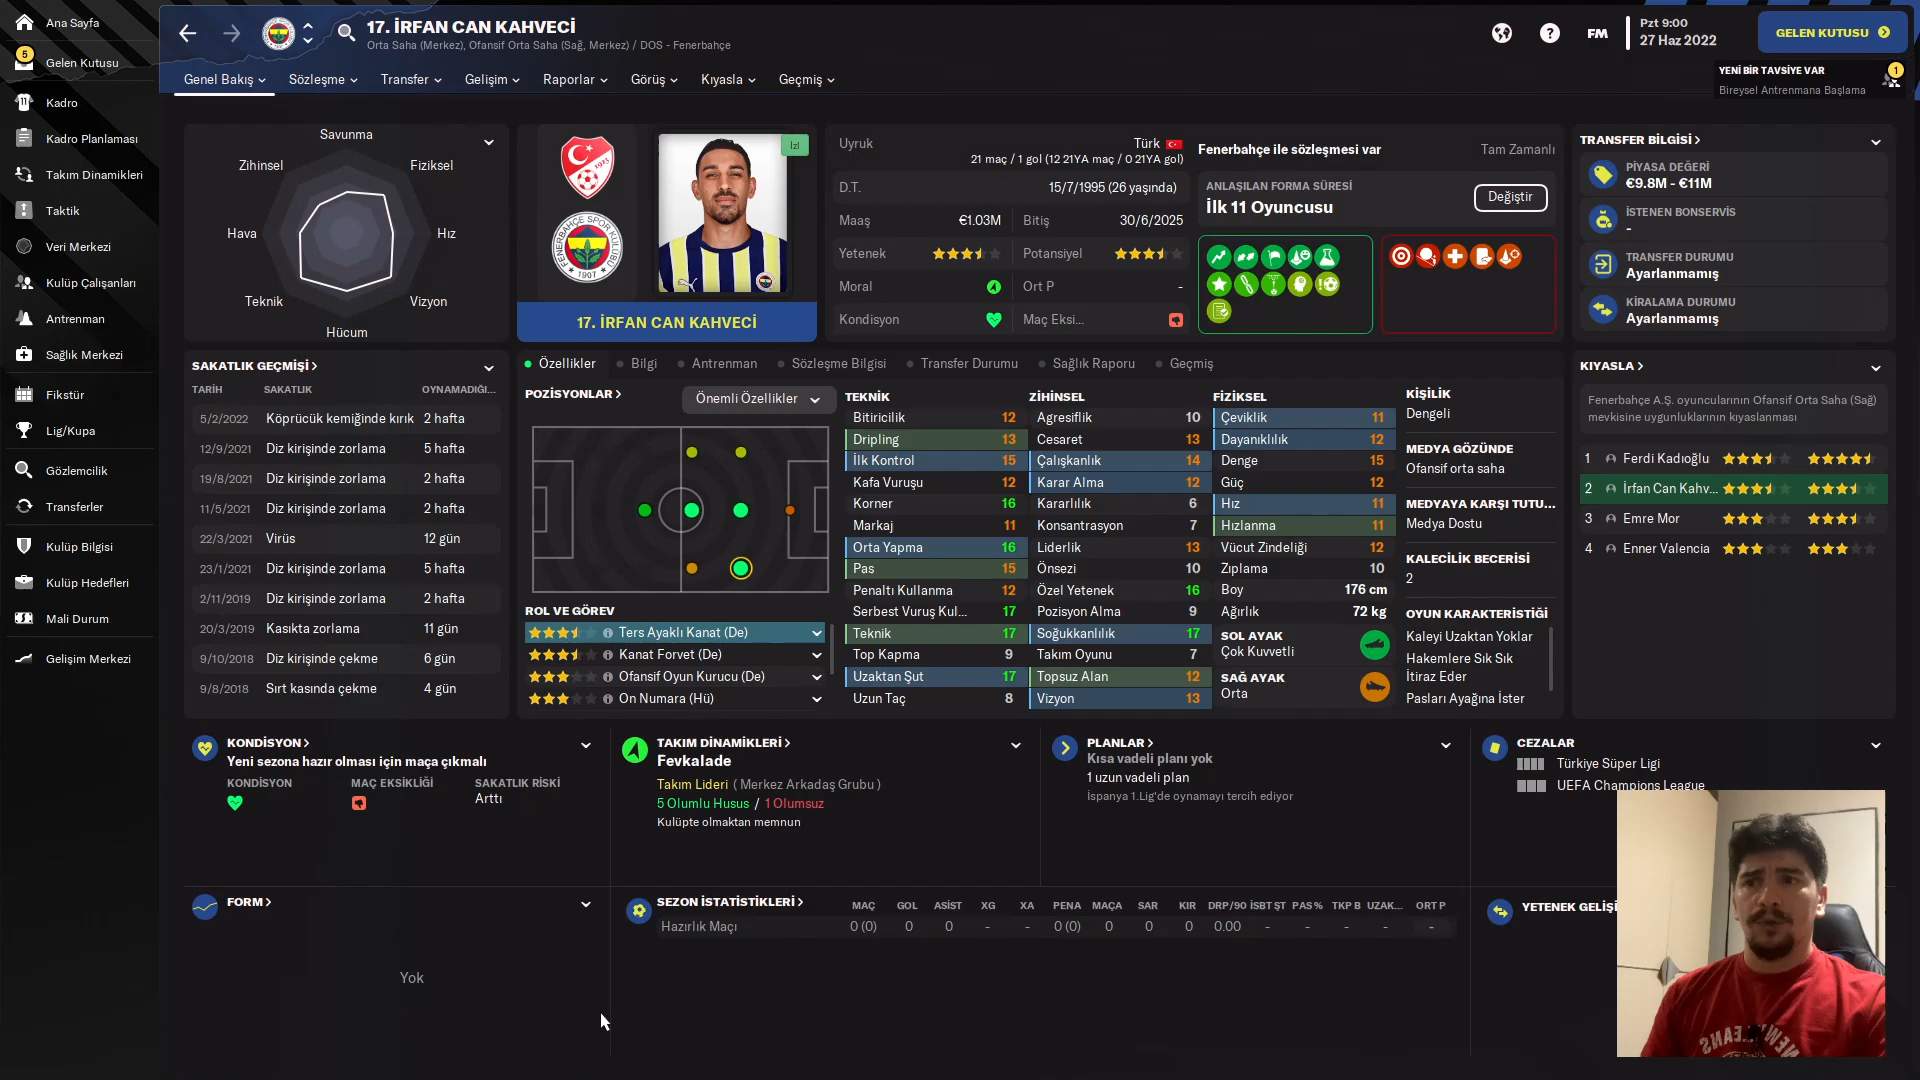 Ana Sayfa
5
Gelen Kutusu
Kadro
Kadro Planlaması
Takım Dinamikleri
Taktik
Veri Merkezi
Kulüp Çalışanları
Antrenman
Sağlık Merkezi
Fikstür
Lig/Kupa
Gözlemcilik
Transferler
Kulüp Bilgisi
Kulüp Hedefleri
Mali Durum
Gelişim Merkezi
17. İRFAN CAN KAHVECİ
Orta Saha (Merkez), Ofansif Orta Saha (Sağ, Merkez) / DOS - Fenerbahçe
FM
Pzt 9:00
27 Haz 2022
GELEN KUTUSU
Genel Bakış
Sözleşme
Transfer
Gelişim
Raporlar
Görüş
Kıyasla
Geçmiş
YENİ BİR TAVSİYE VAR
1
Bireysel Antrenmana Başlama
Savunma
Zihinsel
Fiziksel
Hava
Hız
Teknik
Vizyon
Hücum
İzl
17. İRFAN CAN KAHVECİ
Uyruk
Türk
21 maç / 1 gol (12 21YA maç / 0 21YA gol)
D.T.
15/7/1995 (26 yaşında)
Maaş €1.03M Bitiş 30/6/2025
Yetenek Potansiyel
Moral Ort P -
Kondisyon Maç Eksi...
Fenerbahçe ile sözleşmesi var
Tam Zamanlı
ANLAŞILAN FORMA SÜRESİ
İlk 11 Oyuncusu
Değiştir
TRANSFER BİLGİSİ
PİYASA DEĞERİ
€9.8M - €11M
İSTENEN BONSERVİS
-
TRANSFER DURUMU
Ayarlanmamış
KİRALAMA DURUMU
Ayarlanmamış
SAKATLIK GEÇMİŞİ
TARİH SAKATLIK OYNAMADIĞI...
5/2/2022 Köprücük kemiğinde kırık 2 hafta
12/9/2021 Diz kirişinde zorlama 5 hafta
19/8/2021 Diz kirişinde zorlama 2 hafta
11/5/2021 Diz kirişinde zorlama 2 hafta
22/3/2021 Virüs 12 gün
23/1/2021 Diz kirişinde zorlama 5 hafta
2/11/2019 Diz kirişinde zorlama 2 hafta
20/3/2019 Kasıkta zorlama 11 gün
9/10/2018 Diz kirişinde çekme 6 gün
9/8/2018 Sırt kasında çekme 4 gün
Özellikler
Bilgi
Antrenman
Sözleşme Bilgisi
Transfer Durumu
Sağlık Raporu
Geçmiş
POZİSYONLAR
Önemli Özellikler
ROL VE GÖREV
Ters Ayaklı Kanat (De)
Kanat Forvet (De)
Ofansif Oyun Kurucu (De)
On Numara (Hü)
TEKNİK
Bitiricilik 12
Dripling 13
İlk Kontrol 15
Kafa Vuruşu 12
Korner 16
Markaj 11
Orta Yapma 16
Pas 15
Penaltı Kullanma 12
Serbest Vuruş Kul... 17
Teknik 17
Top Kapma 9
Uzaktan Şut 17
Uzun Taç 8
ZİHİNSEL
Agresiflik 10
Cesaret 13
Çalışkanlık 14
Karar Alma 12
Kararlılık 6
Konsantrasyon 7
Liderlik 13
Önsezi 10
Özel Yetenek 16
Pozisyon Alma 9
Soğukkanlılık 17
Takım Oyunu 7
Topsuz Alan 12
Vizyon 13
FİZİKSEL
Çeviklik 11
Dayanıklılık 12
Denge 15
Güç 12
Hız 11
Hızlanma 11
Vücut Zindeliği 12
Zıplama 10
Boy 176 cm
Ağırlık 72 kg
SOL AYAK
Çok Kuvvetli
SAĞ AYAK
Orta
KİŞİLİK
Dengeli
MEDYA GÖZÜNDE
Ofansif orta saha
MEDYAYA KARŞI TUTU...
Medya Dostu
KALECİLİK BECERİSİ
2
OYUN KARAKTERİSTİĞİ
Kaleyi Uzaktan Yoklar
Hakemlere Sık Sık
İtiraz Eder
Pasları Ayağına İster
KIYASLA
Fenerbahçe A.Ş. oyuncularının Ofansif Orta Saha (Sağ)
mevkisine uygunluklarının kıyaslaması
1 Ferdi Kadıoğlu
2 İrfan Can Kahv...
3 Emre Mor
4 Enner Valencia
KONDİSYON
Yeni sezona hazır olması için maça çıkmalı
KONDİSYON MAÇ EKSİKLİĞİ SAKATLIK RİSKİ
Arttı
TAKIM DİNAMİKLERİ
Fevkalade
Takım Lideri ( Merkez Arkadaş Grubu )
5 Olumlu Husus / 1 Olumsuz
Kulüpte olmaktan memnun
PLANLAR
Kısa vadeli planı yok
1 uzun vadeli plan
İspanya 1.Lig'de oynamayı tercih ediyor
CEZALAR
Türkiye Süper Ligi
UEFA Champions League
FORM
Yok
SEZON İSTATİSTİKLERİ MAÇ GOL ASİST XG XA PENA MAÇA SAR KIR DRP/90 İSBT ŞT PAS % TKP B UZAK... ORT P
Hazırlık Maçı 0 (0) 0 0 - - 0 (0) 0 0 0 0.00 - - - - -
YETENEK GELİŞİ